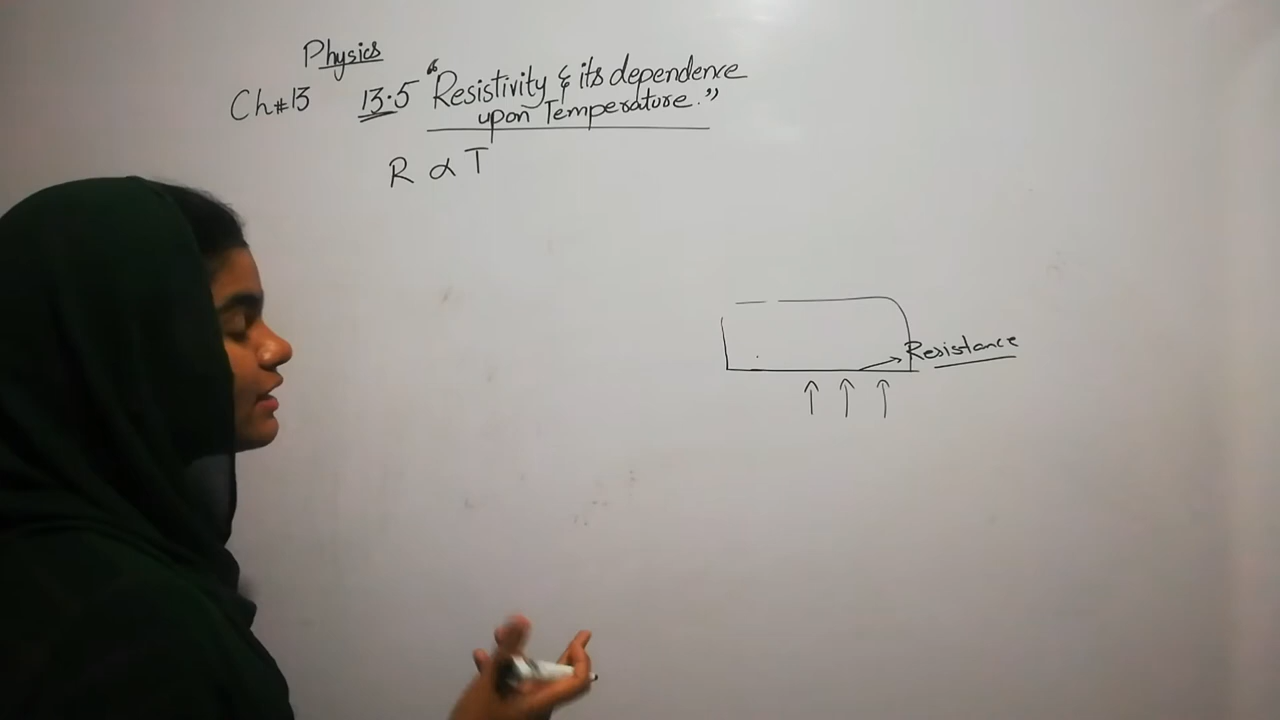 Physics
Ch#13 13.5 "Resistivity & its dependence
upon Temperature."
R ∝ T
Resistance